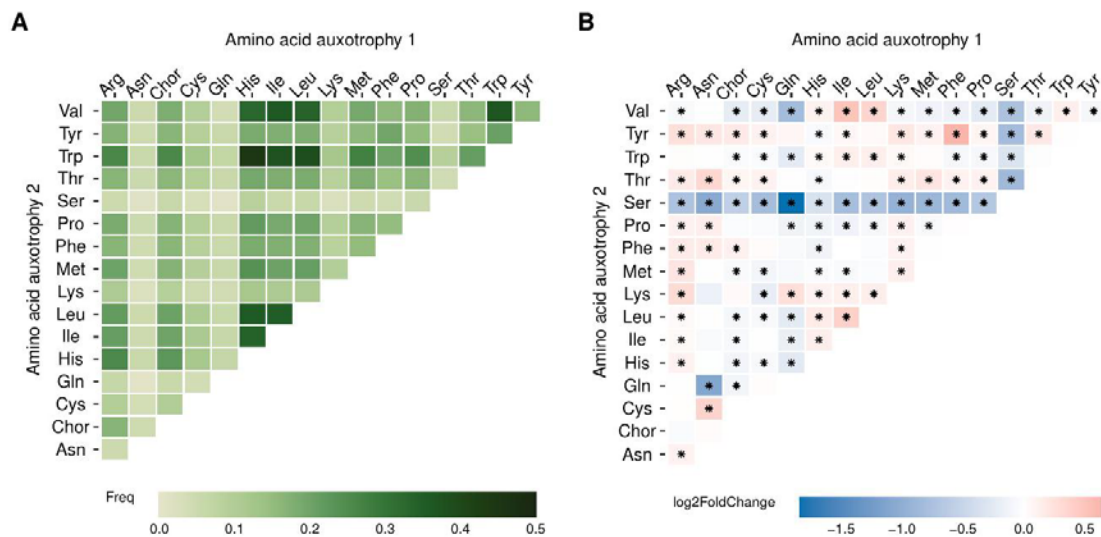 A
Amino acid auxotrophy 1
Arg Asn Chor Cys Gln His Ile Leu Lys Met Phe Pro Ser Thr Trp Tyr
Amino acid auxotrophy 2
Val
Tyr
Trp
Thr
Ser
Pro
Phe
Met
Lys
Leu
Ile
His
Gln
Cys
Chor
Asn
Freq
0.0 0.1 0.2 0.3 0.4 0.5
B
Amino acid auxotrophy 1
Arg Asn Chor Cys Gln His Ile Leu Lys Met Phe Pro Ser Thr Trp Tyr
Amino acid auxotrophy 2
Val
Tyr
Trp
Thr
Ser
Pro
Phe
Met
Lys
Leu
Ile
His
Gln
Cys
Chor
Asn
log2FoldChange
−1.5 −1.0 −0.5 0.0 0.5